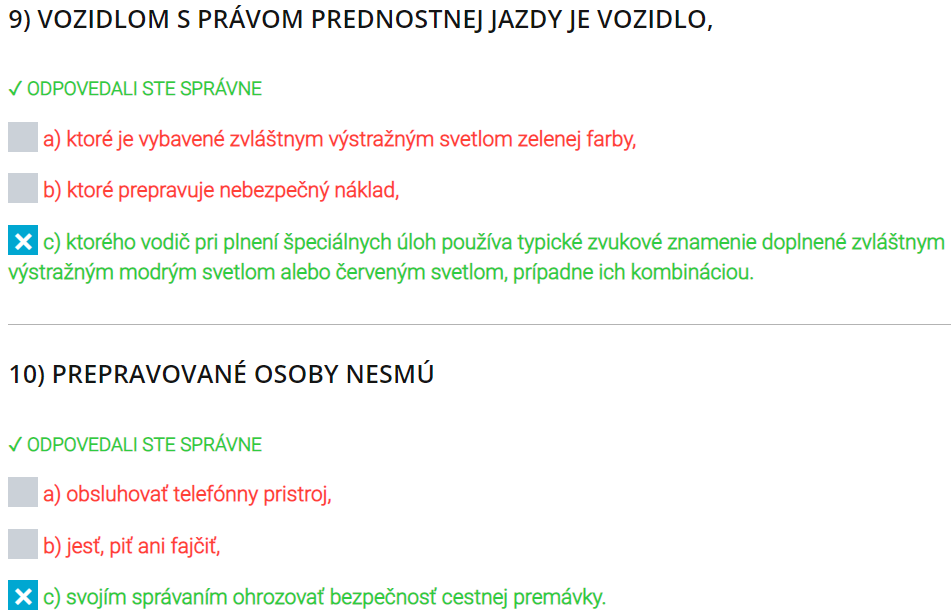 9) VOZIDLOM S PRÁVOM PREDNOSTNEJ JAZDY JE VOZIDLO,
✓ ODPOVEDALI STE SPRÁVNE
a) ktoré je vybavené zvláštnym výstražným svetlom zelenej farby,
b) ktoré prepravuje nebezpečný náklad,
c) ktorého vodič pri plnení špeciálnych úloh používa typické zvukové znamenie doplnené zvláštnym
výstražným modrým svetlom alebo červeným svetlom, prípadne ich kombináciou.
10) PREPRAVOVANÉ OSOBY NESMÚ
✓ ODPOVEDALI STE SPRÁVNE
a) obsluhovať telefónny pristroj,
b) jesť, piť ani fajčiť,
c) svojím správaním ohrozovať bezpečnosť cestnej premávky.